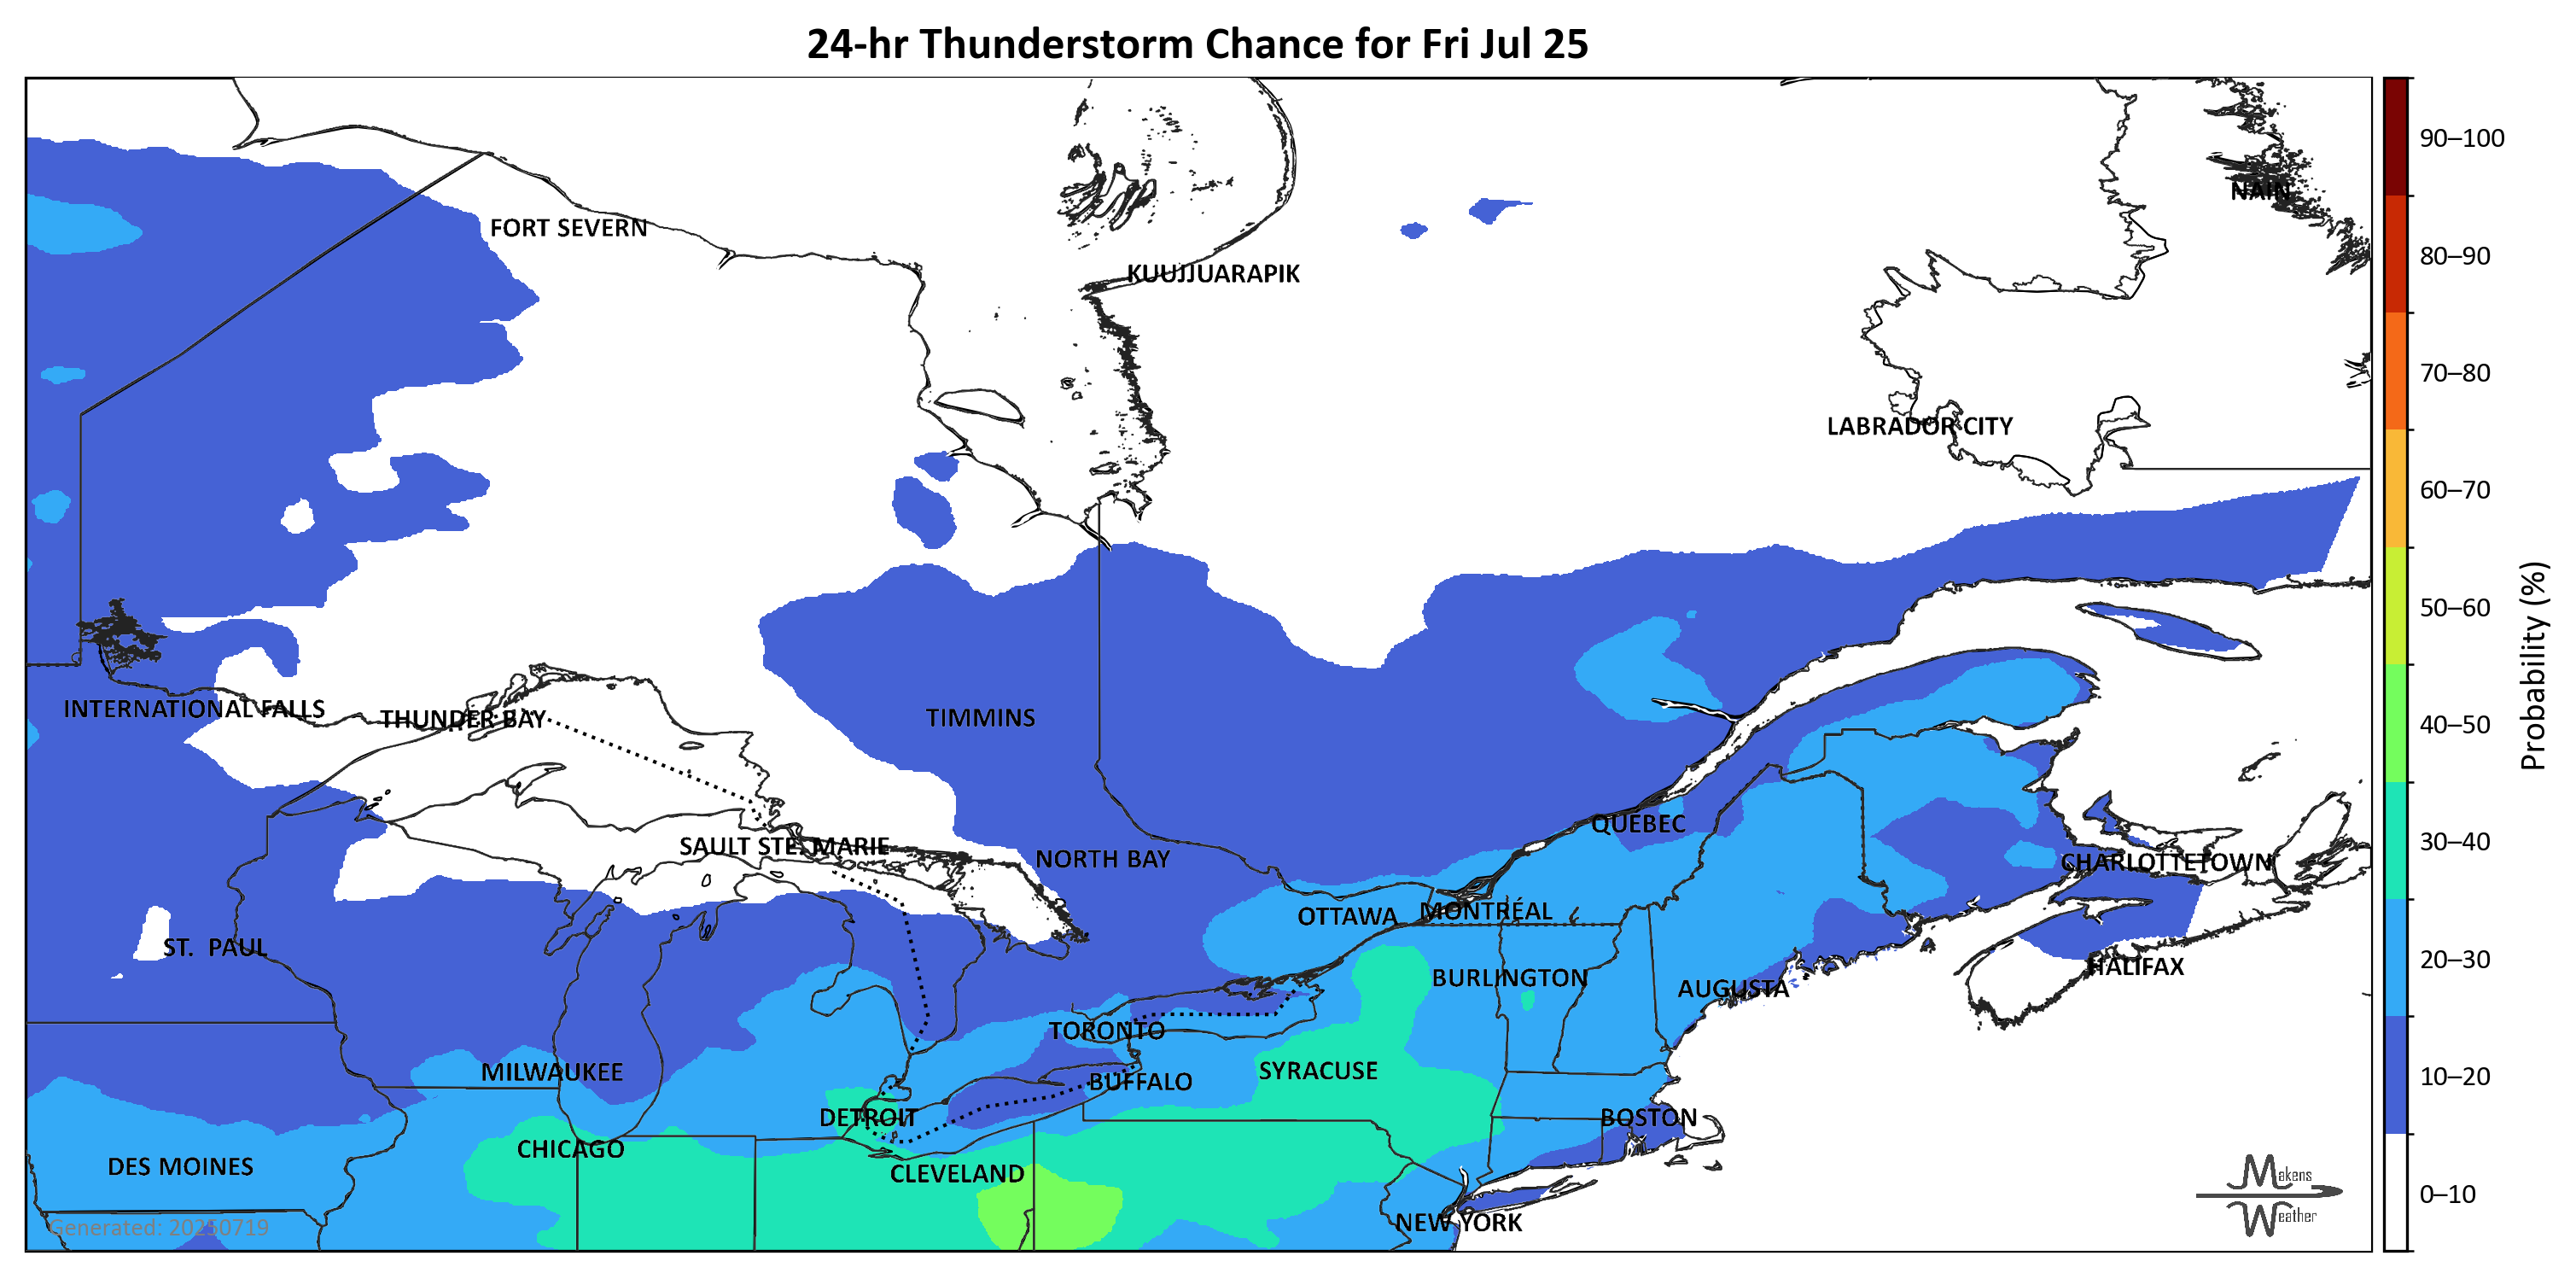 24-hr Thunderstorm Chance for Fri Jul 25
90–100
NAIN
FORT SEVERN
80–90
KUUJJUARAPIK
70–80
LABRADOR CITY
60–70
50–60
Probability (%)
INTERNATIONAL FALLS
THUNDER BAY
TIMMINS
40–50
QUEBEC
30–40
SAULT STE. MARIE
NORTH BAY
CHARLOTTETOWN
OTTAWA
MONTRÉAL
ST. PAUL
20–30
HALIFAX
BURLINGTON
AUGUSTA
TORONTO
MILWAUKEE
SYRACUSE
BUFFALO
10–20
DETROIT
BOSTON
CHICAGO
DES MOINES
CLEVELAND
Makens
Weather
0–10
NEW YORK
Generated: 20250719